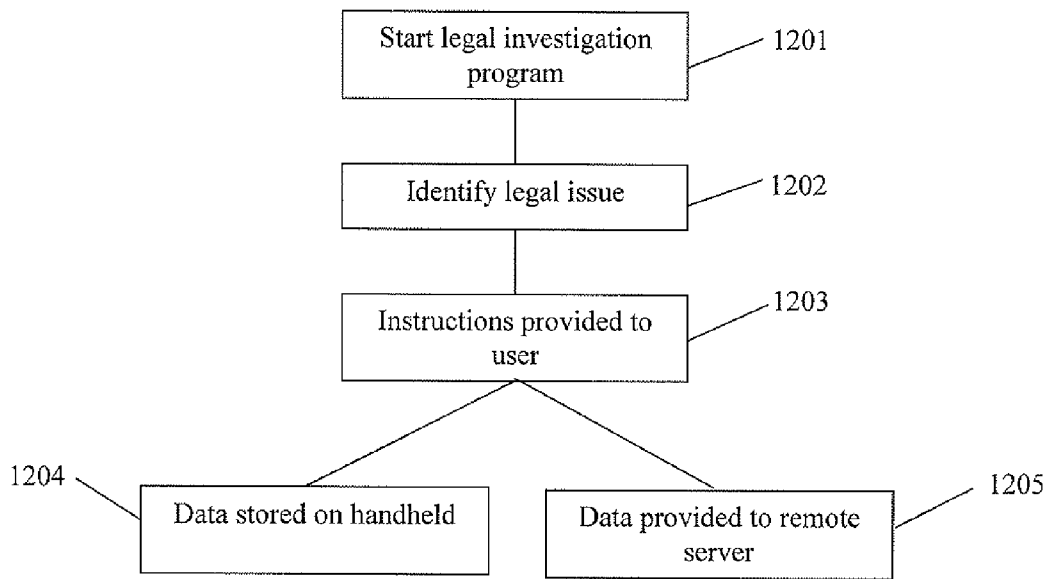 Start legal investigation
program
1201
Identify legal issue
1202
Instructions provided to
user
1203
1204
Data stored on handheld
Data provided to remote
server
1205